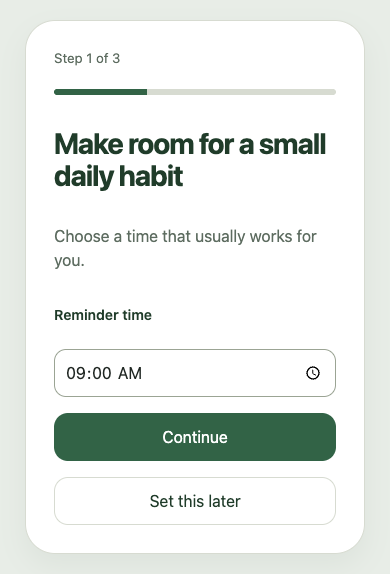 Step 1 of 3
Make room for a small
daily habit
Choose a time that usually works for
you.
Reminder time
09:00 AM
Continue
Set this later